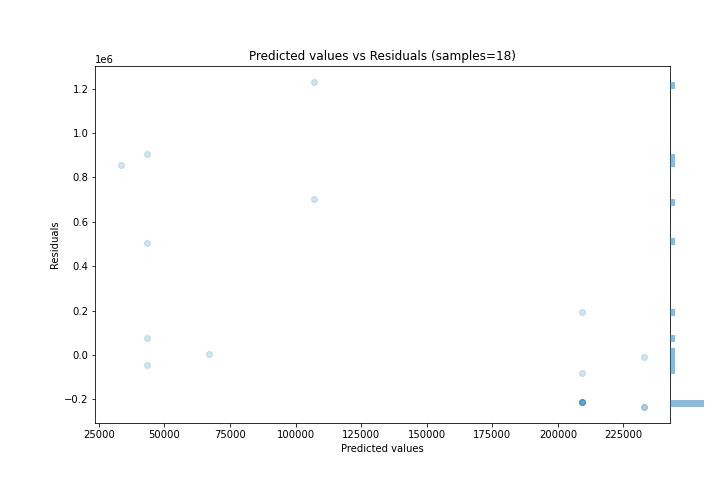 Predicted values vs Residuals (samples=18)
1e6
1.2
1.0
0.8
0.6
0.4
0.2
0.0
−0.2
Residuals
25000 50000 75000 100000 125000 150000 175000 200000 225000
Predicted values